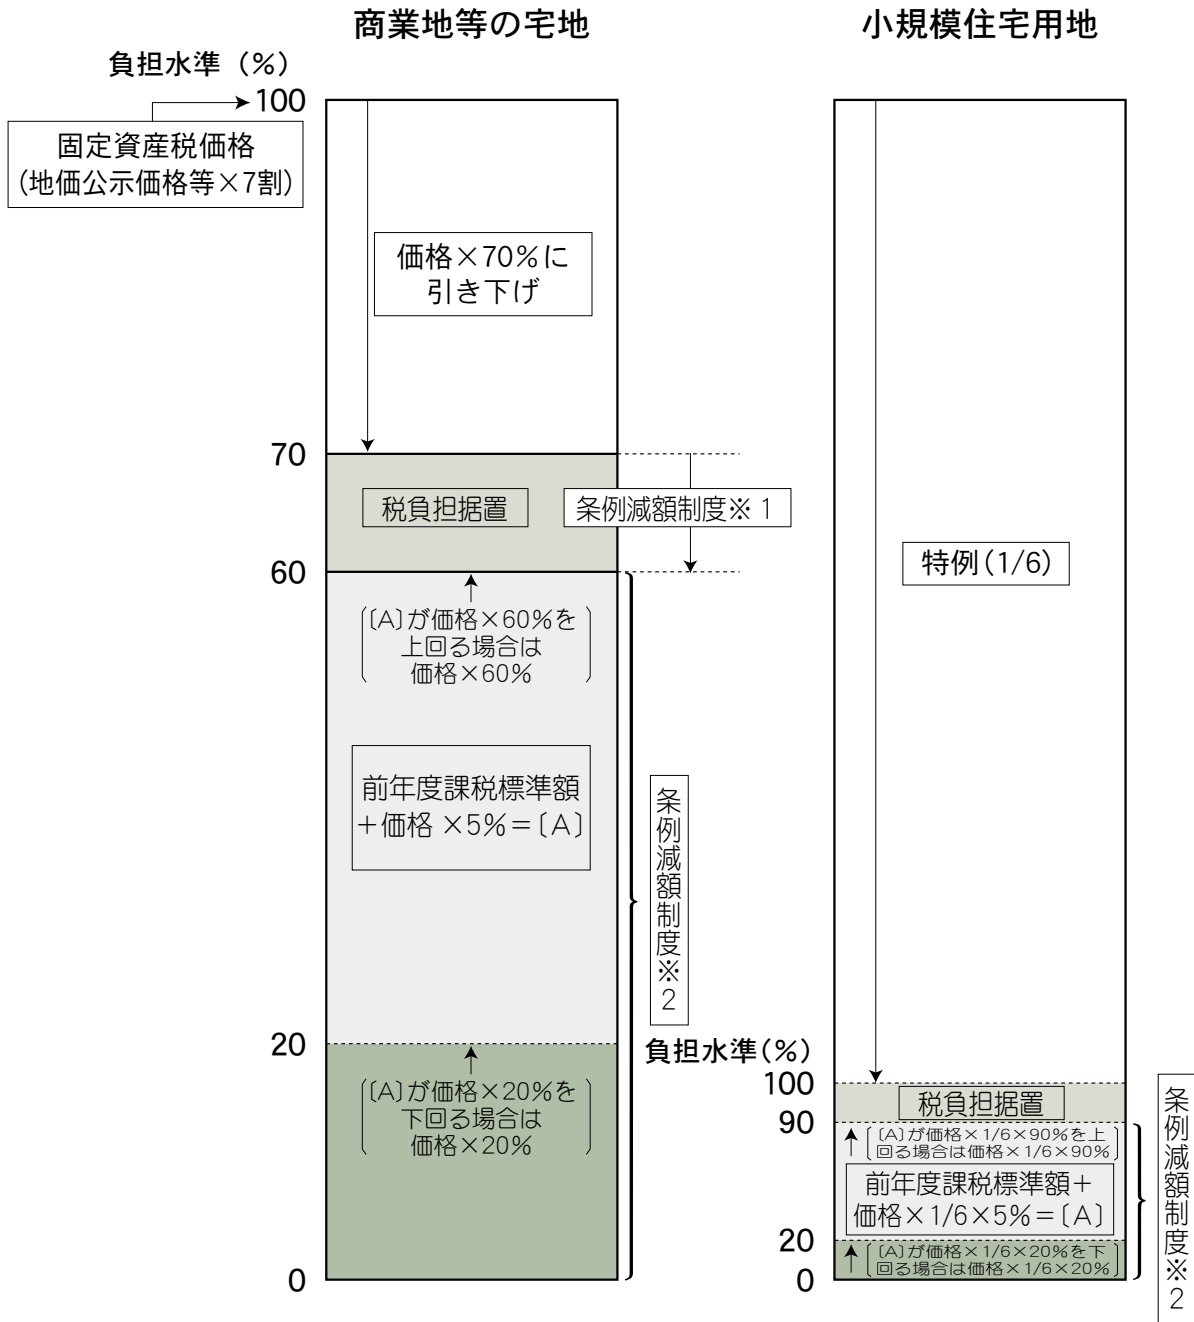 商業地等の宅地
負担水準（%）
100
固定資産税価格
(地価公示価格等×7割)
価格×70%に
引き下げ
70
税負担据置
条例減額制度※1
60
〔A〕が価格×60%を
上回る場合は
価格×60%
前年度課税標準額
＋価格 ×5%＝〔A〕
条例減額制度※2
20
〔A〕が価格×20%を
下回る場合は
価格×20%
0
小規模住宅用地
特例(1/6)
負担水準(%)
100
税負担据置
90
〔A〕が価格×1/6×90%を上
回る場合は価格×1/6×90%
前年度課税標準額＋
価格×1/6×5%＝〔A〕
20
〔A〕が価格×1/6×20%を下
回る場合は価格×1/6×20%
0
条例減額制度※2